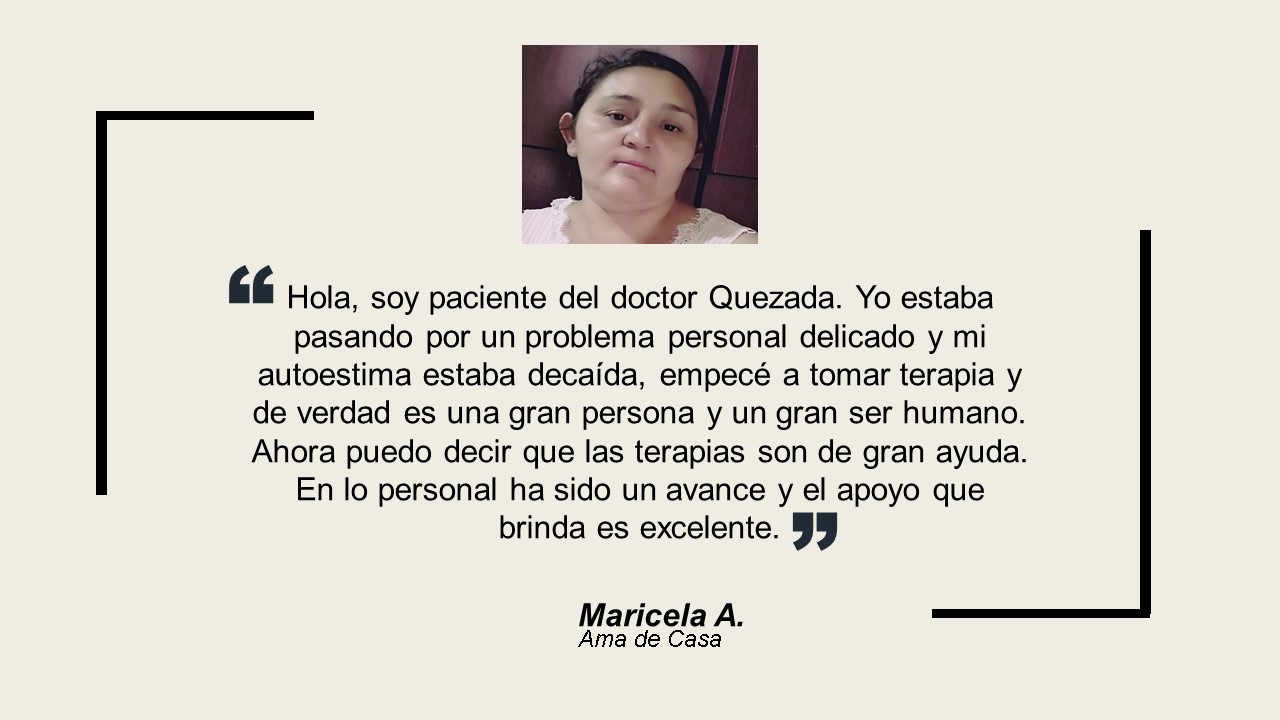 “ Hola, soy paciente del doctor Quezada. Yo estaba
pasando por un problema personal delicado y mi
autoestima estaba decaída, empecé a tomar terapia y
de verdad es una gran persona y un gran ser humano.
Ahora puedo decir que las terapias son de gran ayuda.
En lo personal ha sido un avance y el apoyo que
brinda es excelente. ”
Maricela A.
Ama de Casa